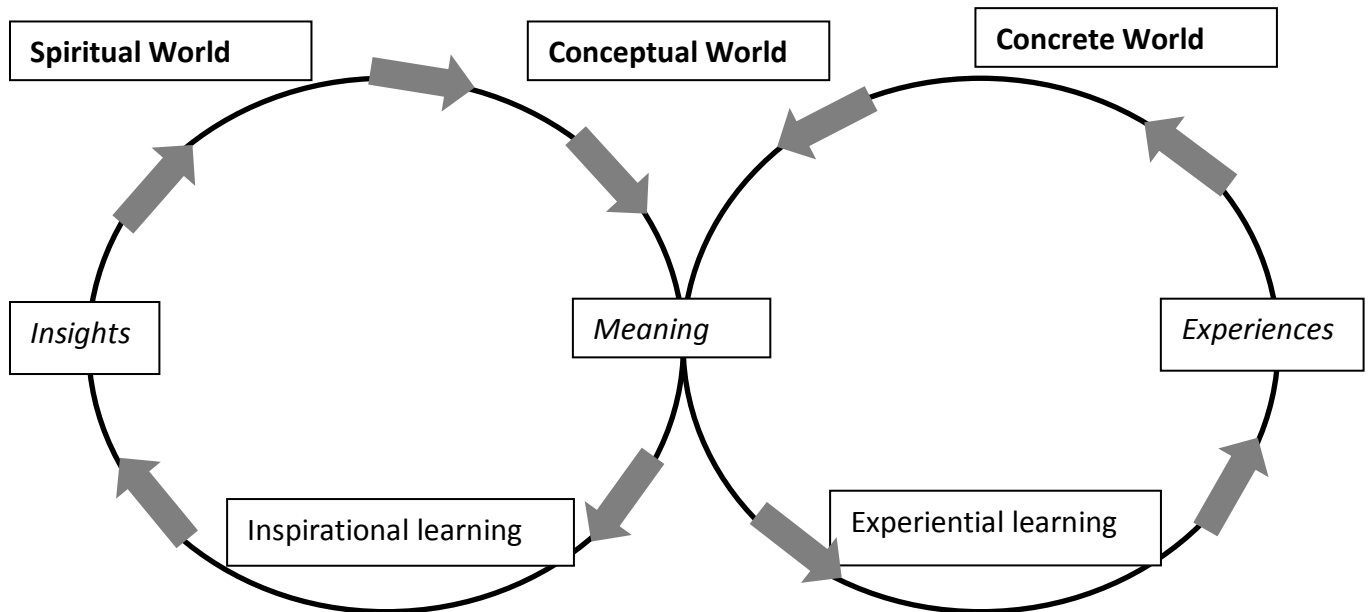 Spiritual World
Conceptual World
Concrete World
Insights
Meaning
Experiences
Inspirational learning
Experiential learning